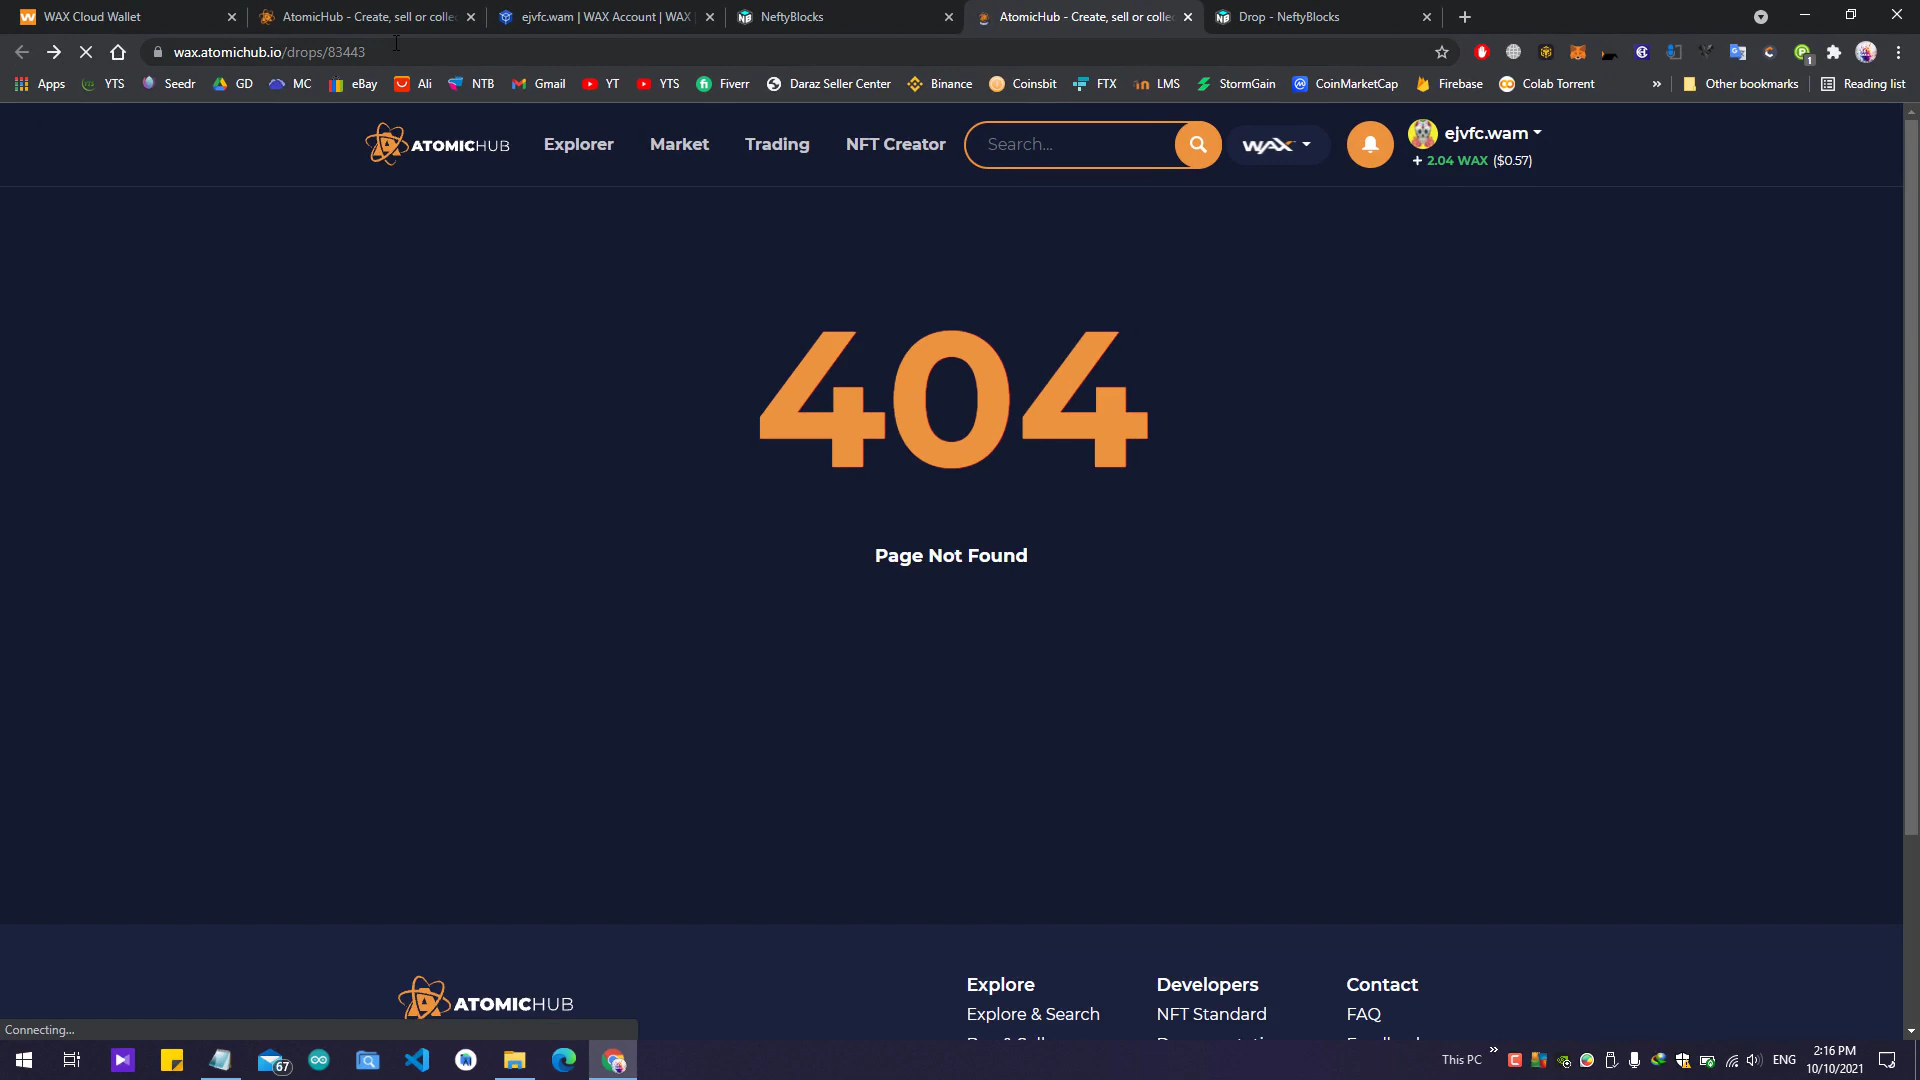 WAX Cloud Wallet
AtomicHub - Create, sell or colle
ejvfc.wam | WAX Account | WAX
NeftyBlocks
AtomicHub - Create, sell or colle
Drop - NeftyBlocks
wax.atomichub.io/drops/83443
1
Apps
YTS
Seedr
GD
MC
eBay
Ali
NTB
Gmail
YT
YTS
Fiverr
Daraz Seller Center
Binance
Coinsbit
FTX
LMS
StormGain
CoinMarketCap
Firebase
Colab Torrent
»
Other bookmarks
Reading list
ATOMICHUB
Explorer
Market
Trading
NFT Creator
Search...
WAX
ejvfc.wam
+ 2.04 WAX ($0.57)
404
Page Not Found
ATOMICHUB
Explore
Explore & Search
Developers
NFT Standard
Contact
FAQ
Connecting...
67
This PC
»
ENG
2:16 PM
10/10/2021